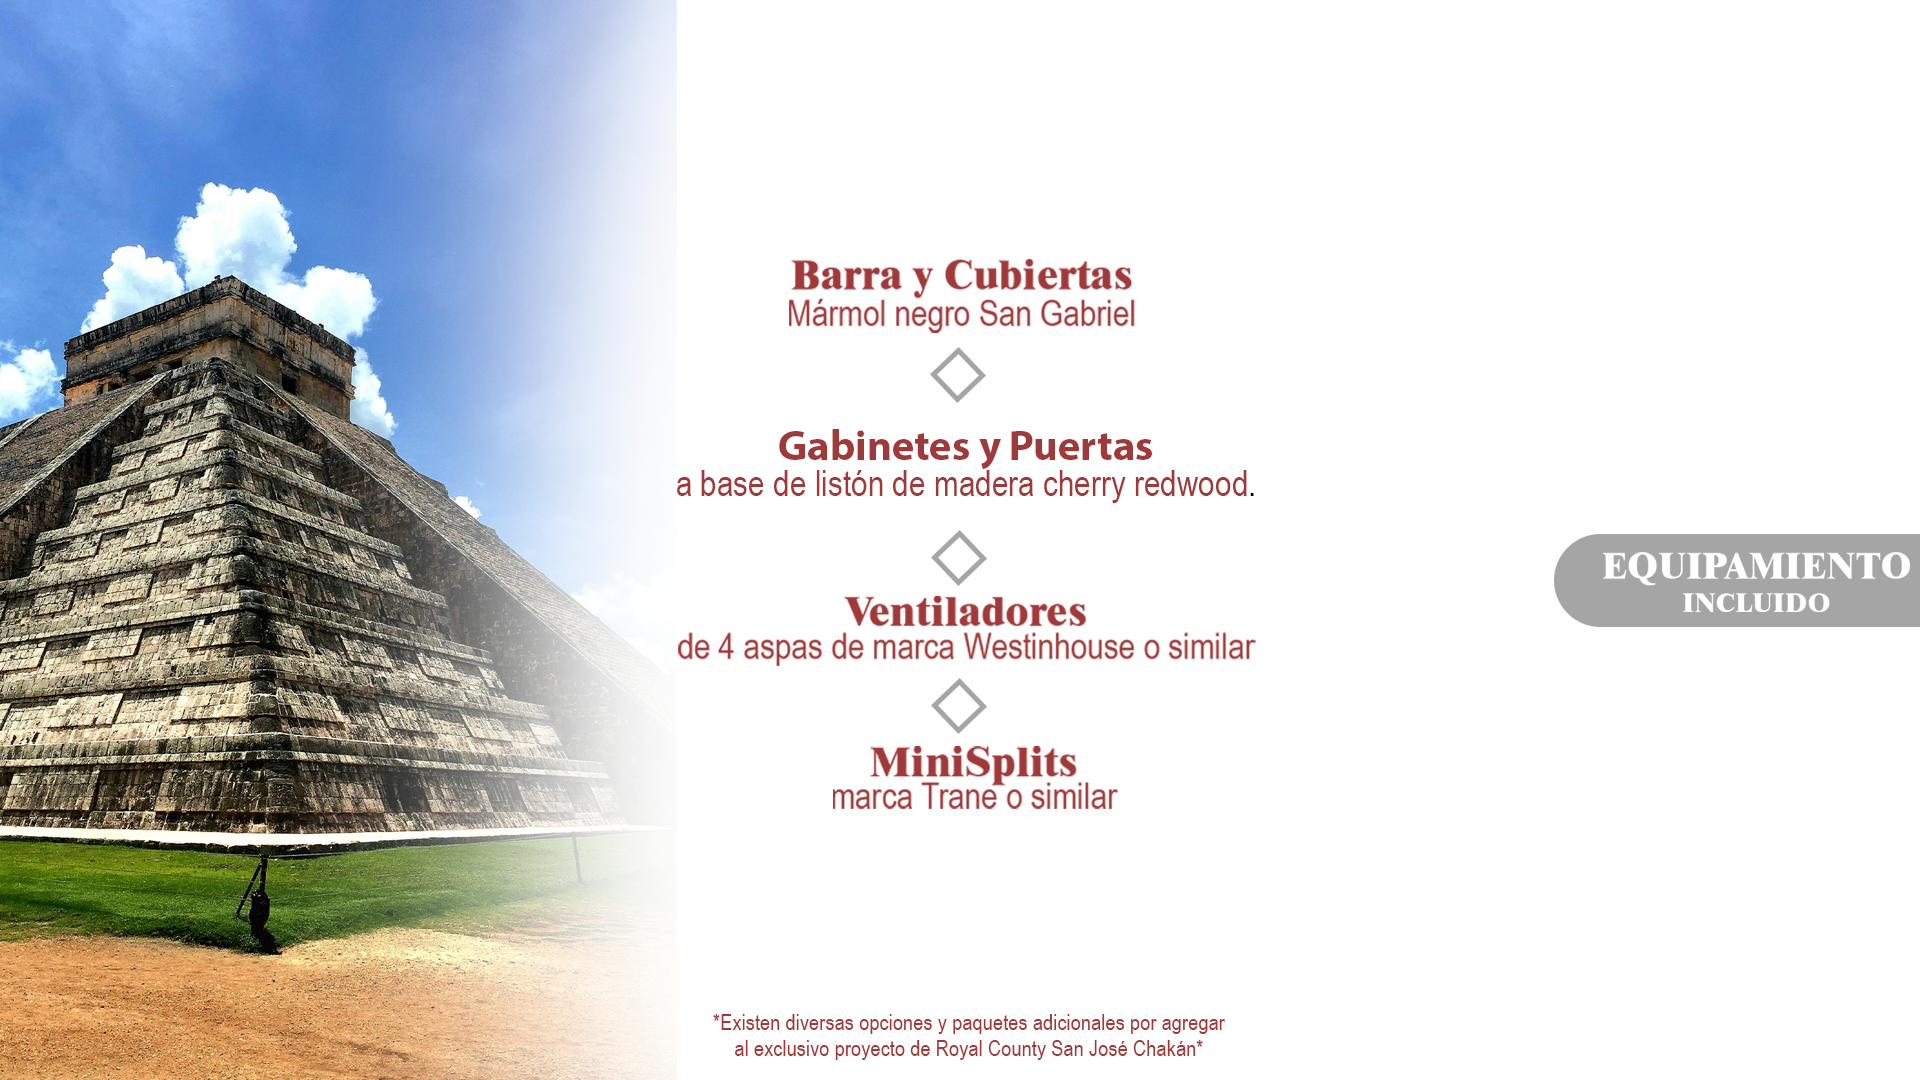 Barra y Cubiertas
Mármol negro San Gabriel
Gabinetes y Puertas
a base de listón de madera cherry redwood.
Ventiladores
de 4 aspas de marca Westinhouse o similar
MiniSplits
marca Trane o similar
EQUIPAMIENTO
INCLUIDO
*Existen diversas opciones y paquetes adicionales por agregar
al exclusivo proyecto de Royal County San José Chakán*